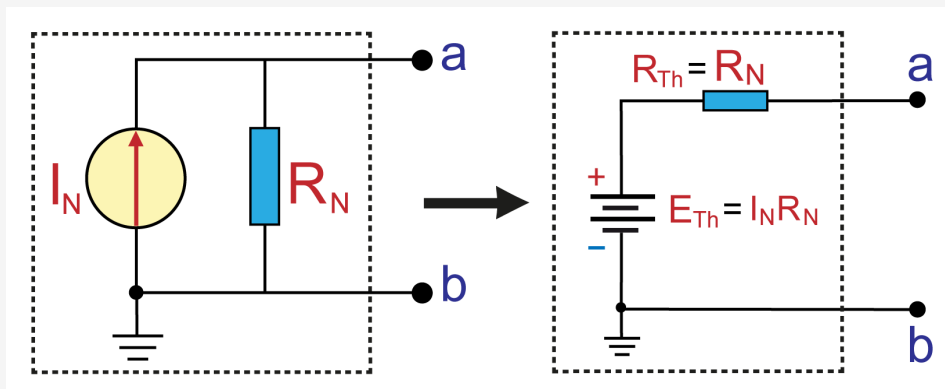 a
I_N
R_N
b
R_Th = R_N
a
+
E_Th = I_N R_N
−
b